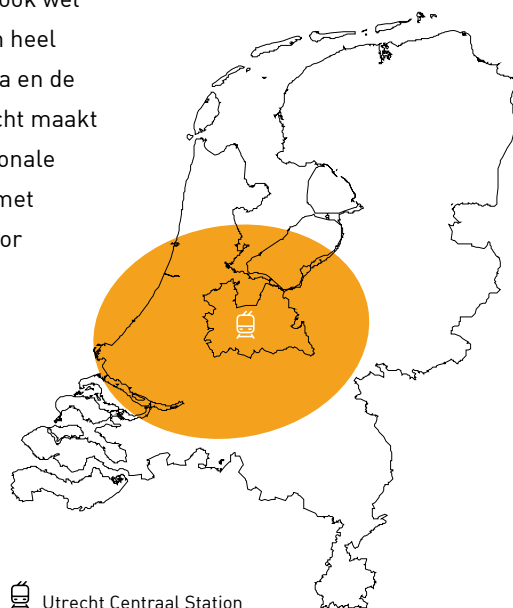 ook wel
n heel
a en de
cht maakt
onale
met
or
Utrecht Centraal Station